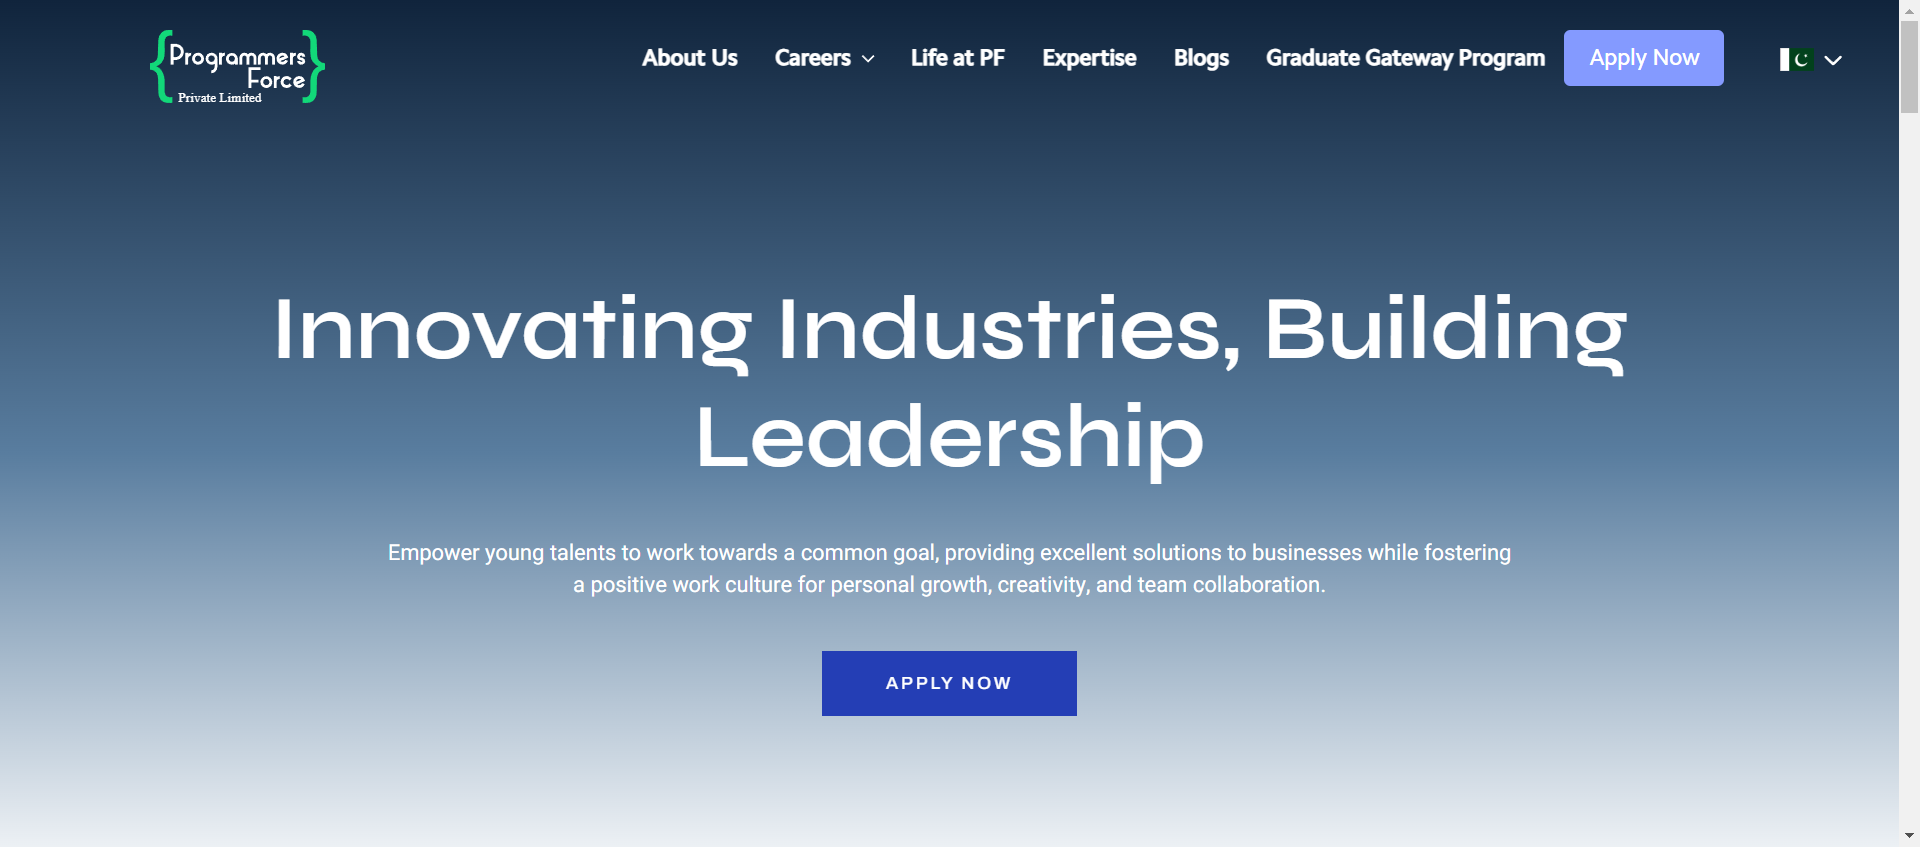 {Programmers
Force}
Private Limited
About Us Careers Life at PF Expertise Blogs Graduate Gateway Program Apply Now
Innovating Industries, Building
Leadership
Empower young talents to work towards a common goal, providing excellent solutions to businesses while fostering
a positive work culture for personal growth, creativity, and team collaboration.
APPLY NOW